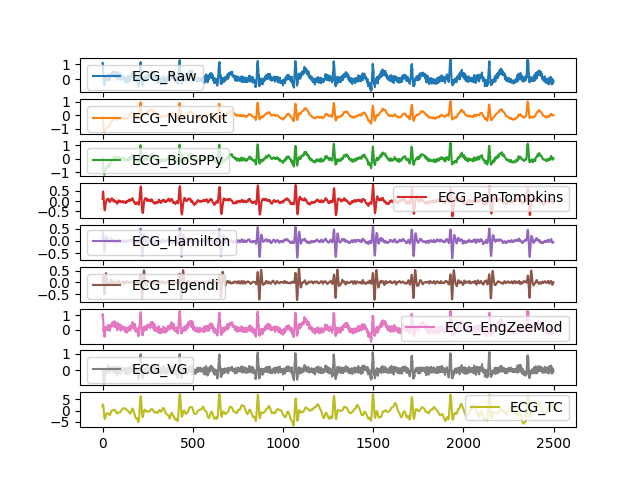 1
0
ECG_Raw
1
0
−1
ECG_NeuroKit
1
0
−1
ECG_BioSPPy
0.5
0.0
−0.5
ECG_PanTompkins
0.5
0.0
−0.5
ECG_Hamilton
0.5
0.0
−0.5
ECG_Elgendi
1
0
ECG_EngZeeMod
1
0
ECG_VG
5
0
−5
ECG_TC
0 500 1000 1500 2000 2500